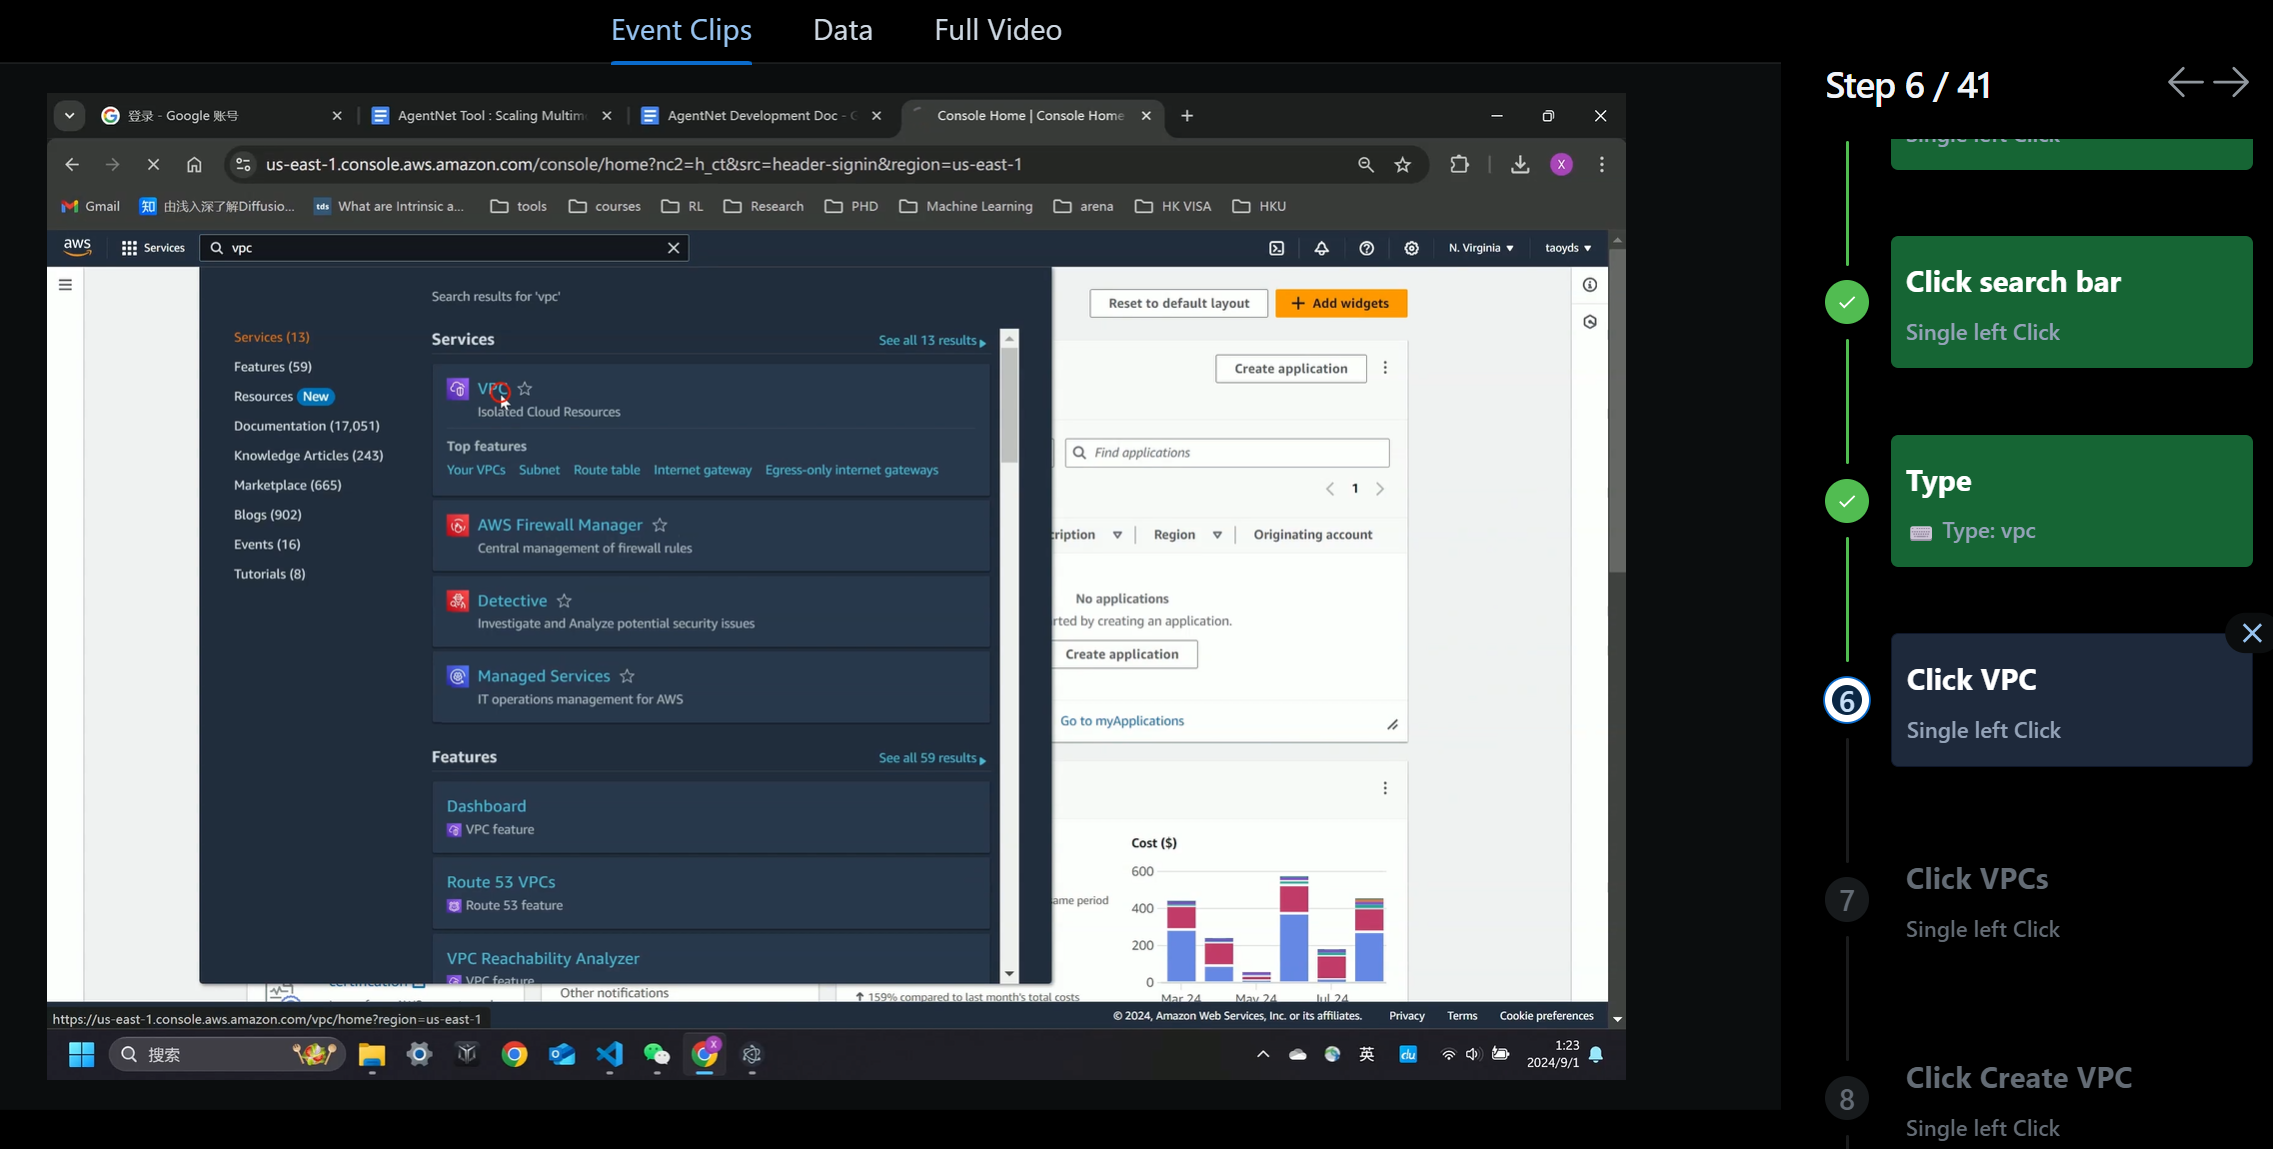 Event Clips
Data
Full Video
登录 - Google 账号
AgentNet Tool : Scaling Multim
AgentNet Development Doc - G
Console Home | Console Home
us-east-1.console.aws.amazon.com/console/home?nc2=h_ct&src=header-signin&region=us-east-1
X
Gmail
知
由浅入深了解Diffusio...
tds
What are Intrinsic a...
tools
courses
RL
Research
PHD
Machine Learning
arena
HK VISA
HKU
aws
Services
vpc
N. Virginia
taoyds
Search results for 'vpc'
Services (13)
Features (59)
Resources New
Documentation (17,051)
Knowledge Articles (243)
Marketplace (665)
Blogs (902)
Events (16)
Tutorials (8)
Services
See all 13 results
VPC
Isolated Cloud Resources
Top features
Your VPCs
Subnet
Route table
Internet gateway
Egress-only internet gateways
AWS Firewall Manager
Central management of firewall rules
Detective
Investigate and Analyze potential security issues
Managed Services
IT operations management for AWS
Features
See all 59 results
Dashboard
VPC feature
Route 53 VPCs
Route 53 feature
VPC Reachability Analyzer
VPC feature
Reset to default layout
Add widgets
Create application
Find applications
1
cription
Region
Originating account
No applications
rted by creating an application.
Create application
Go to myApplications
Cost ($)
ame period
600
400
200
0
Mar 24
May 24
Jul 24
Other notifications
159% compared to last month's total costs
https://us-east-1.console.aws.amazon.com/vpc/home?region=us-east-1
© 2024, Amazon Web Services, Inc. or its affiliates.
Privacy
Terms
Cookie preferences
搜索
X
英
du
1:23
2024/9/1
Step 6 / 41
Single left Click
Click search bar
Single left Click
Type
Type: vpc
6
Click VPC
Single left Click
7
Click VPCs
Single left Click
8
Click Create VPC
Single left Click